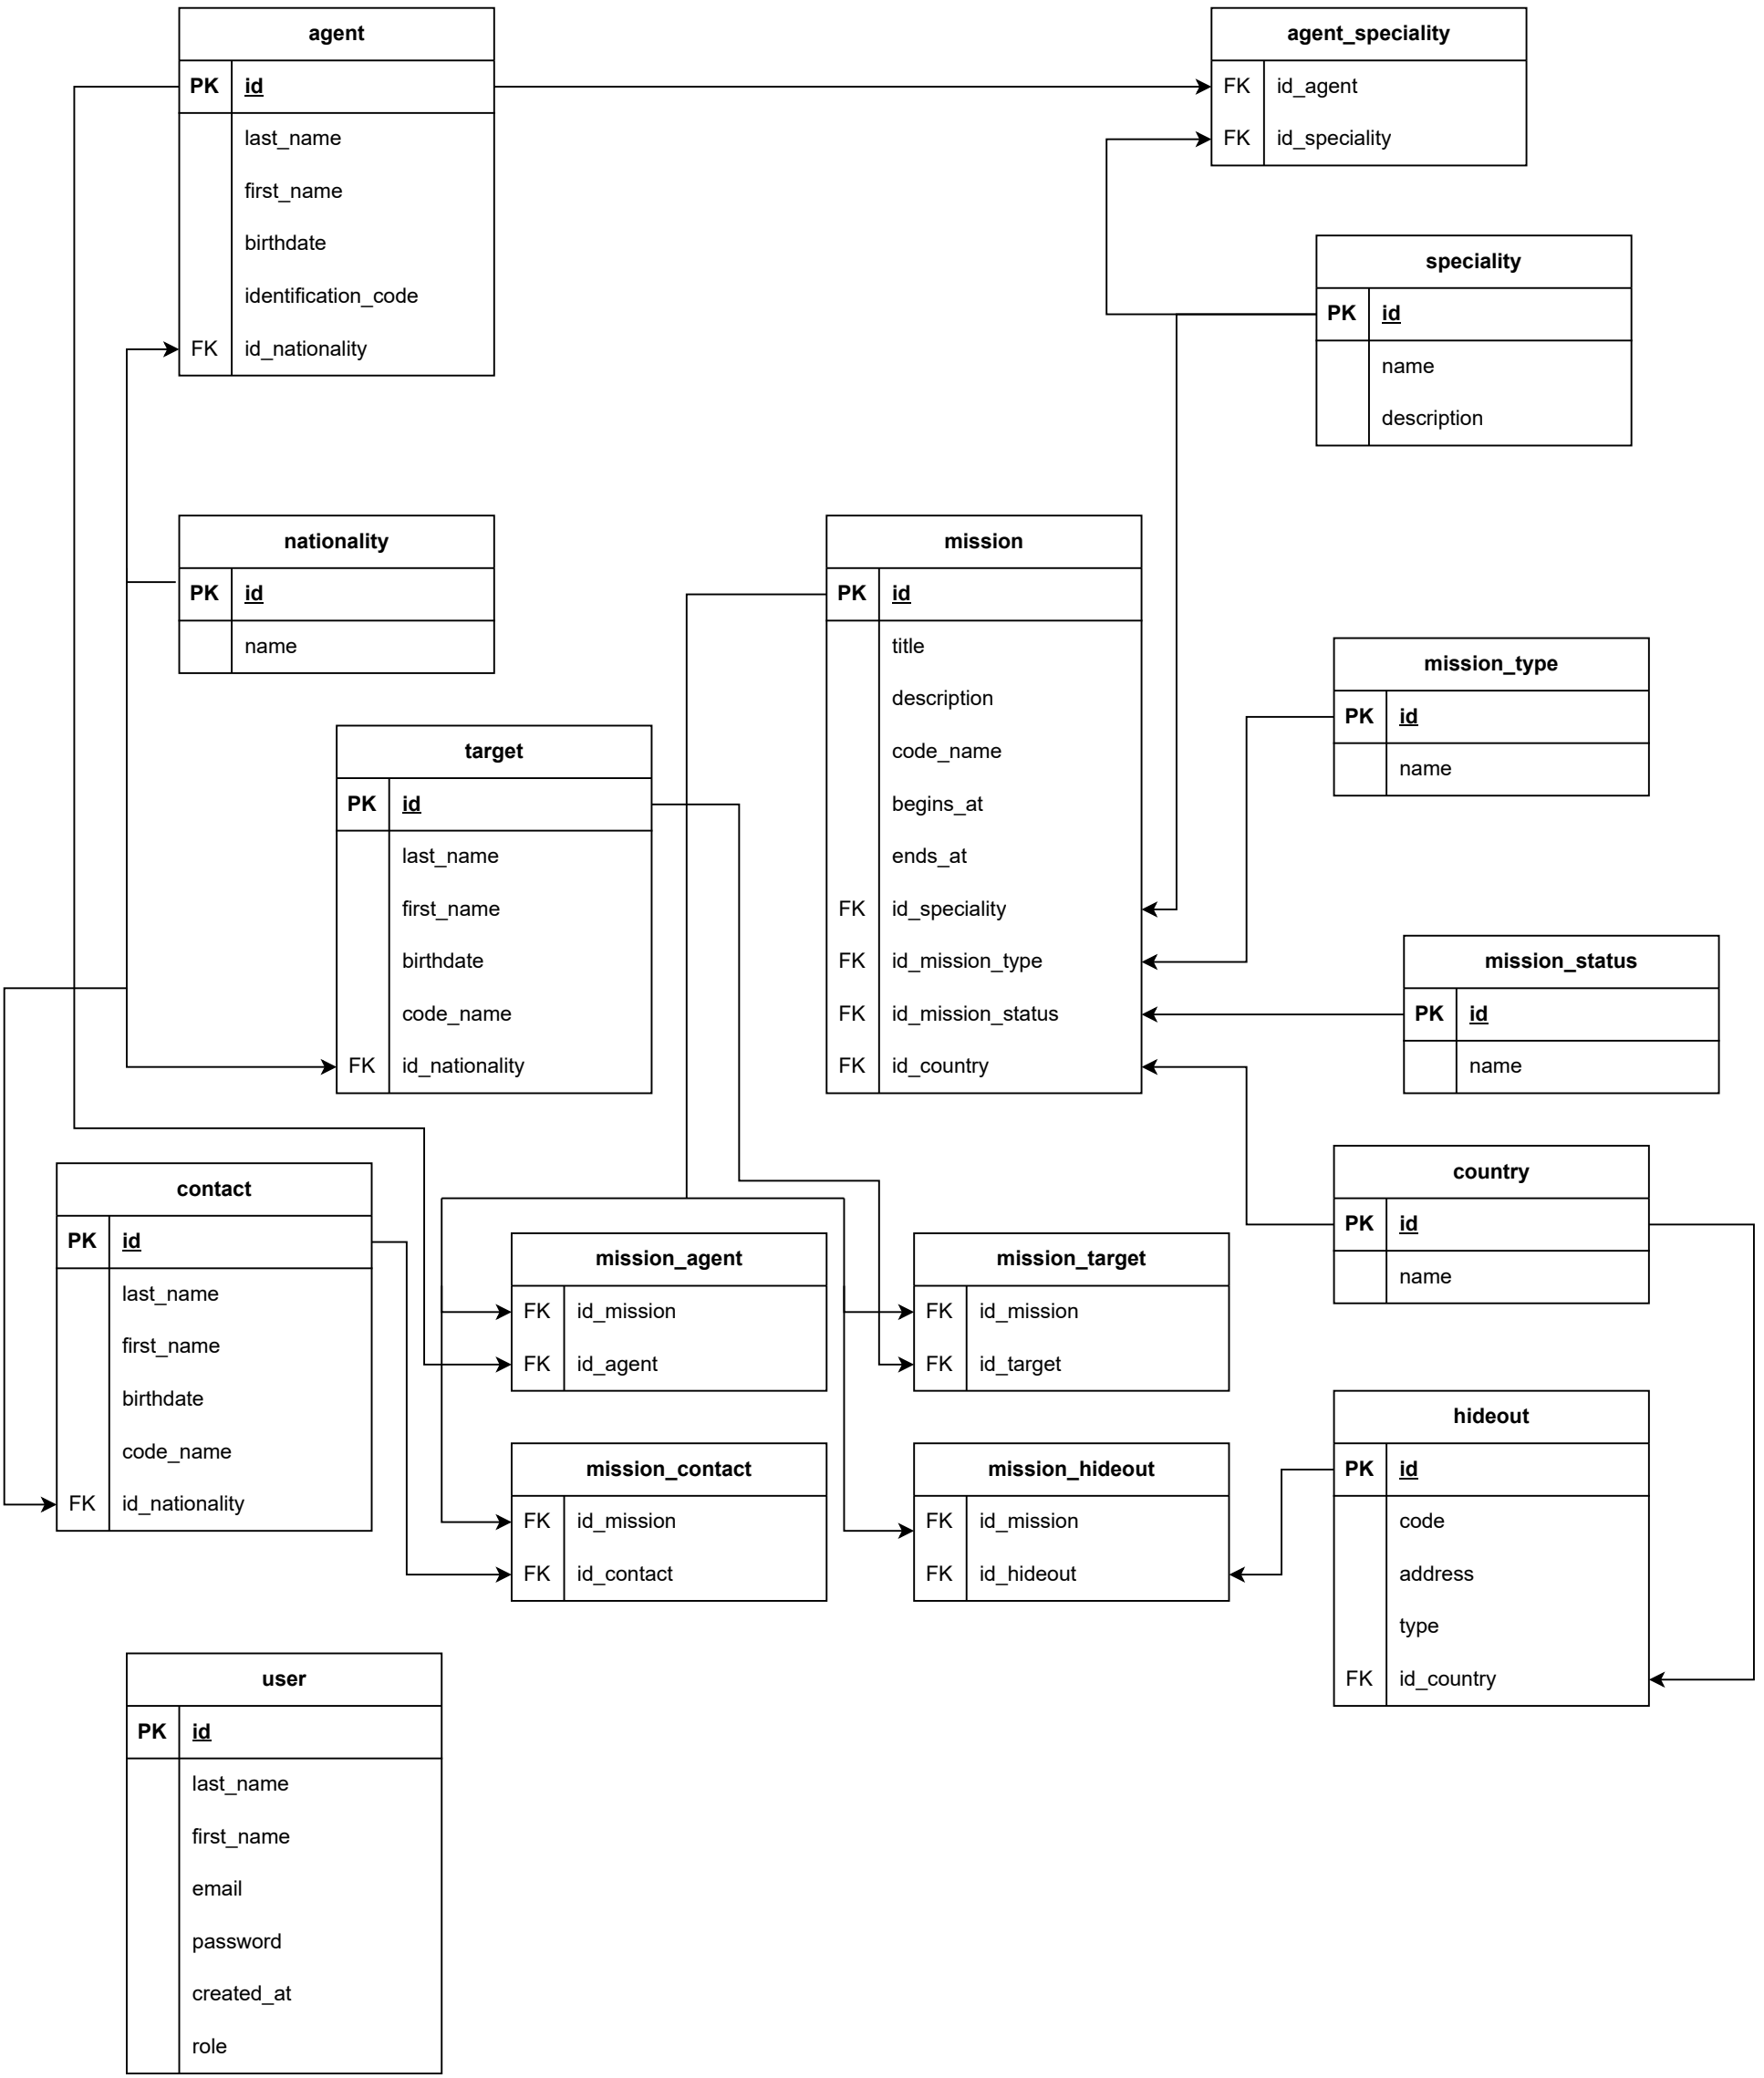 agent
PK id
last_name
first_name
birthdate
identification_code
FK id_nationality
agent_speciality
FK id_agent
FK id_speciality
speciality
PK id
name
description
nationality
PK id
name
mission
PK id
title
description
code_name
begins_at
ends_at
FK id_speciality
FK id_mission_type
FK id_mission_status
FK id_country
mission_type
PK id
name
target
PK id
last_name
first_name
birthdate
code_name
FK id_nationality
mission_status
PK id
name
country
PK id
name
contact
PK id
last_name
first_name
birthdate
code_name
FK id_nationality
mission_agent
FK id_mission
FK id_agent
mission_target
FK id_mission
FK id_target
mission_contact
FK id_mission
FK id_contact
mission_hideout
FK id_mission
FK id_hideout
hideout
PK id
code
address
type
FK id_country
user
PK id
last_name
first_name
email
password
created_at
role